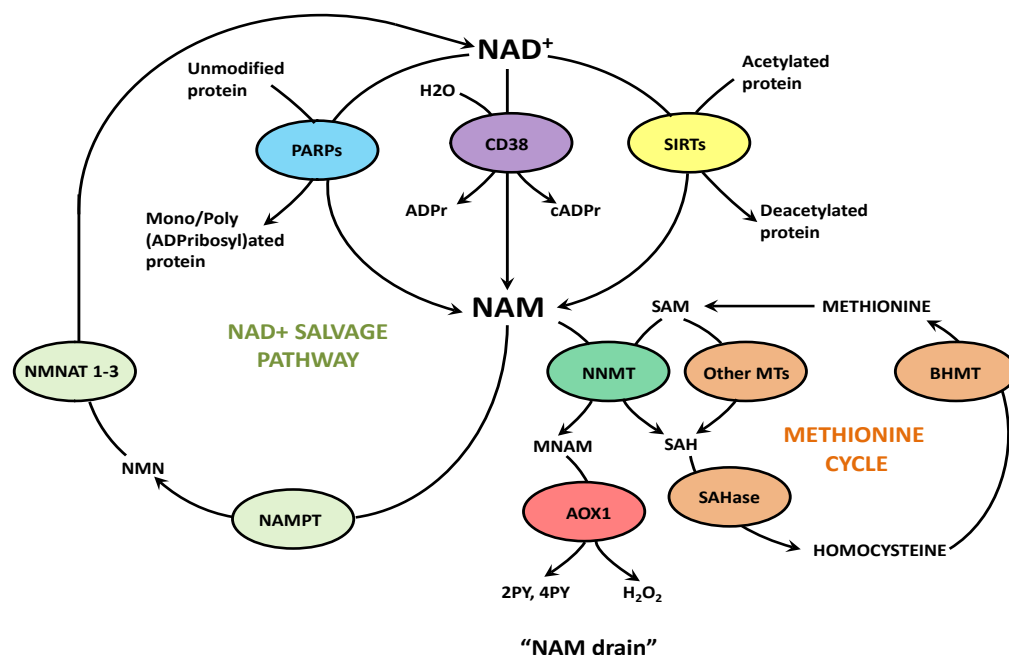 NAD+
Unmodified
protein
H2O
Acetylated
protein
PARPs
CD38
SIRTs
ADPr
cADPr
Mono/Poly
(ADPribosyl)ated
protein
Deacetylated
protein
NAM
SAM
METHIONINE
NAD+ SALVAGE
PATHWAY
NMNAT 1-3
NNMT
Other MTs
BHMT
MNAM
SAH
METHIONINE
CYCLE
NMN
NAMPT
AOX1
SAHase
HOMOCYSTEINE
2PY, 4PY
H₂O₂
“NAM drain”